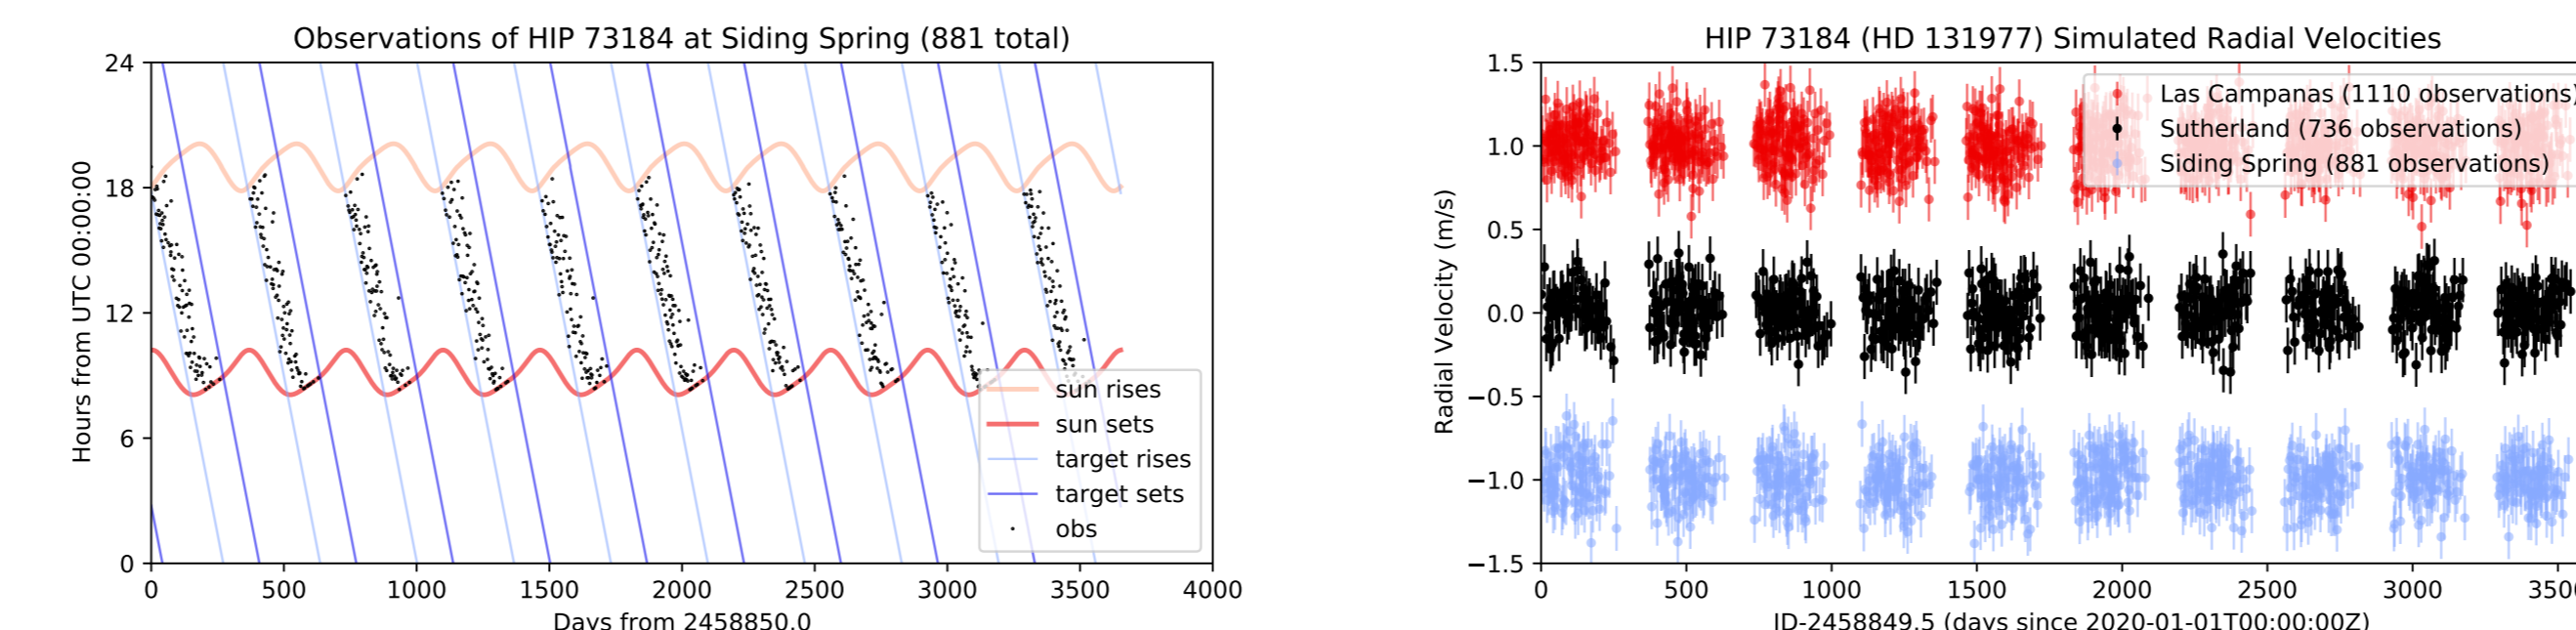 Observations of HIP 73184 at Siding Spring (881 total)
24
18
12
6
0
Hours from UTC 00:00:00
0 500 1000 1500 2000 2500 3000 3500 4000
Days from 2458850.0
sun rises
sun sets
target rises
target sets
obs
HIP 73184 (HD 131977) Simulated Radial Velocities
1.5
1.0
0.5
0.0
−0.5
−1.0
−1.5
Radial Velocity (m/s)
Las Campanas (1110 observations)
Sutherland (736 observations)
Siding Spring (881 observations)
0 500 1000 1500 2000 2500 3000
JD-2458849.5 (days since 2020-01-01T00:00:00Z)